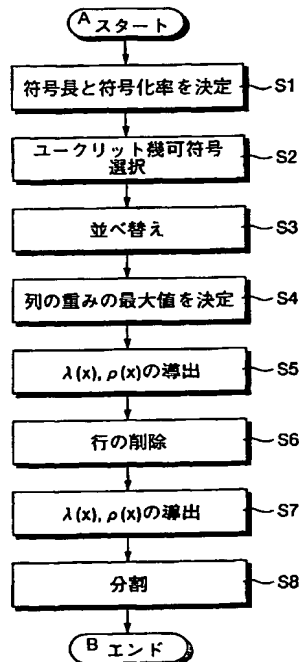 A スタート
符号長と符号化率を決定 S1
ユークリット幾可符号
選択 S2
並べ替え S3
列の重みの最大値を決定 S4
λ(x), ρ(x)の導出 S5
行の削除 S6
λ(x), ρ(x)の導出 S7
分割 S8
B エンド